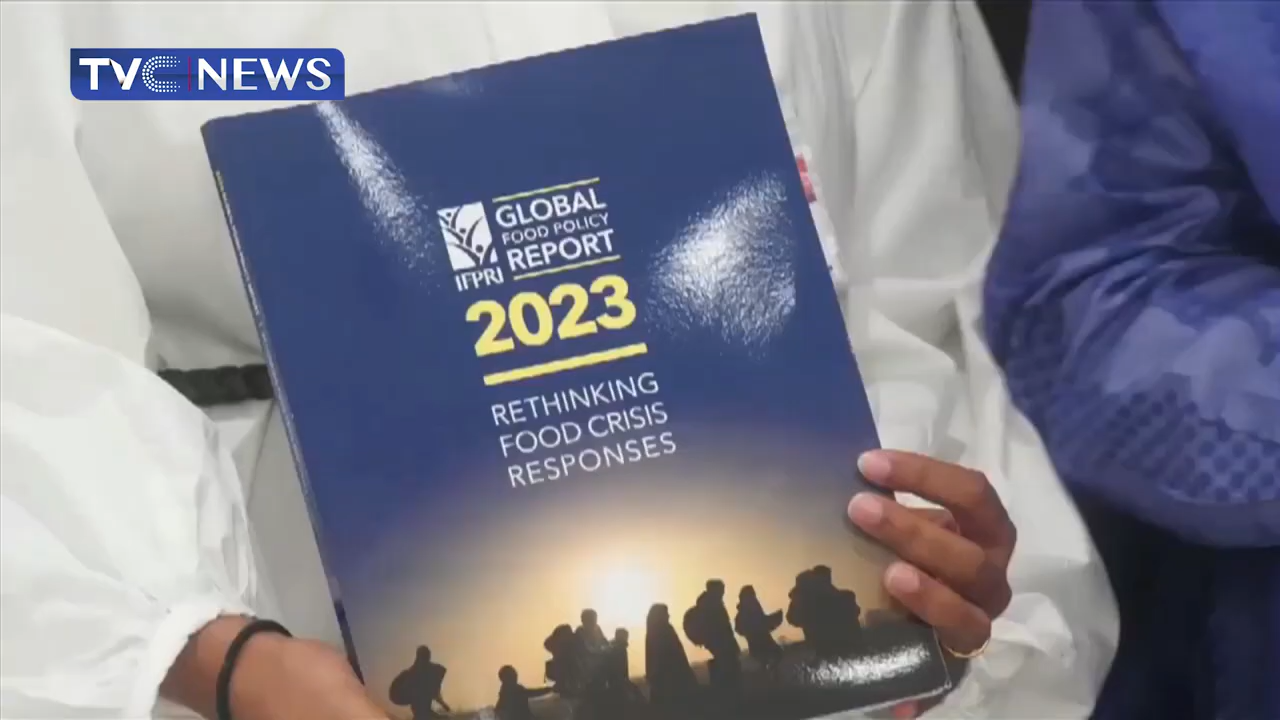 TVC NEWS
GLOBAL
FOOD POLICY
REPORT
IFPRI
2023
RETHINKING
FOOD CRISIS
RESPONSES